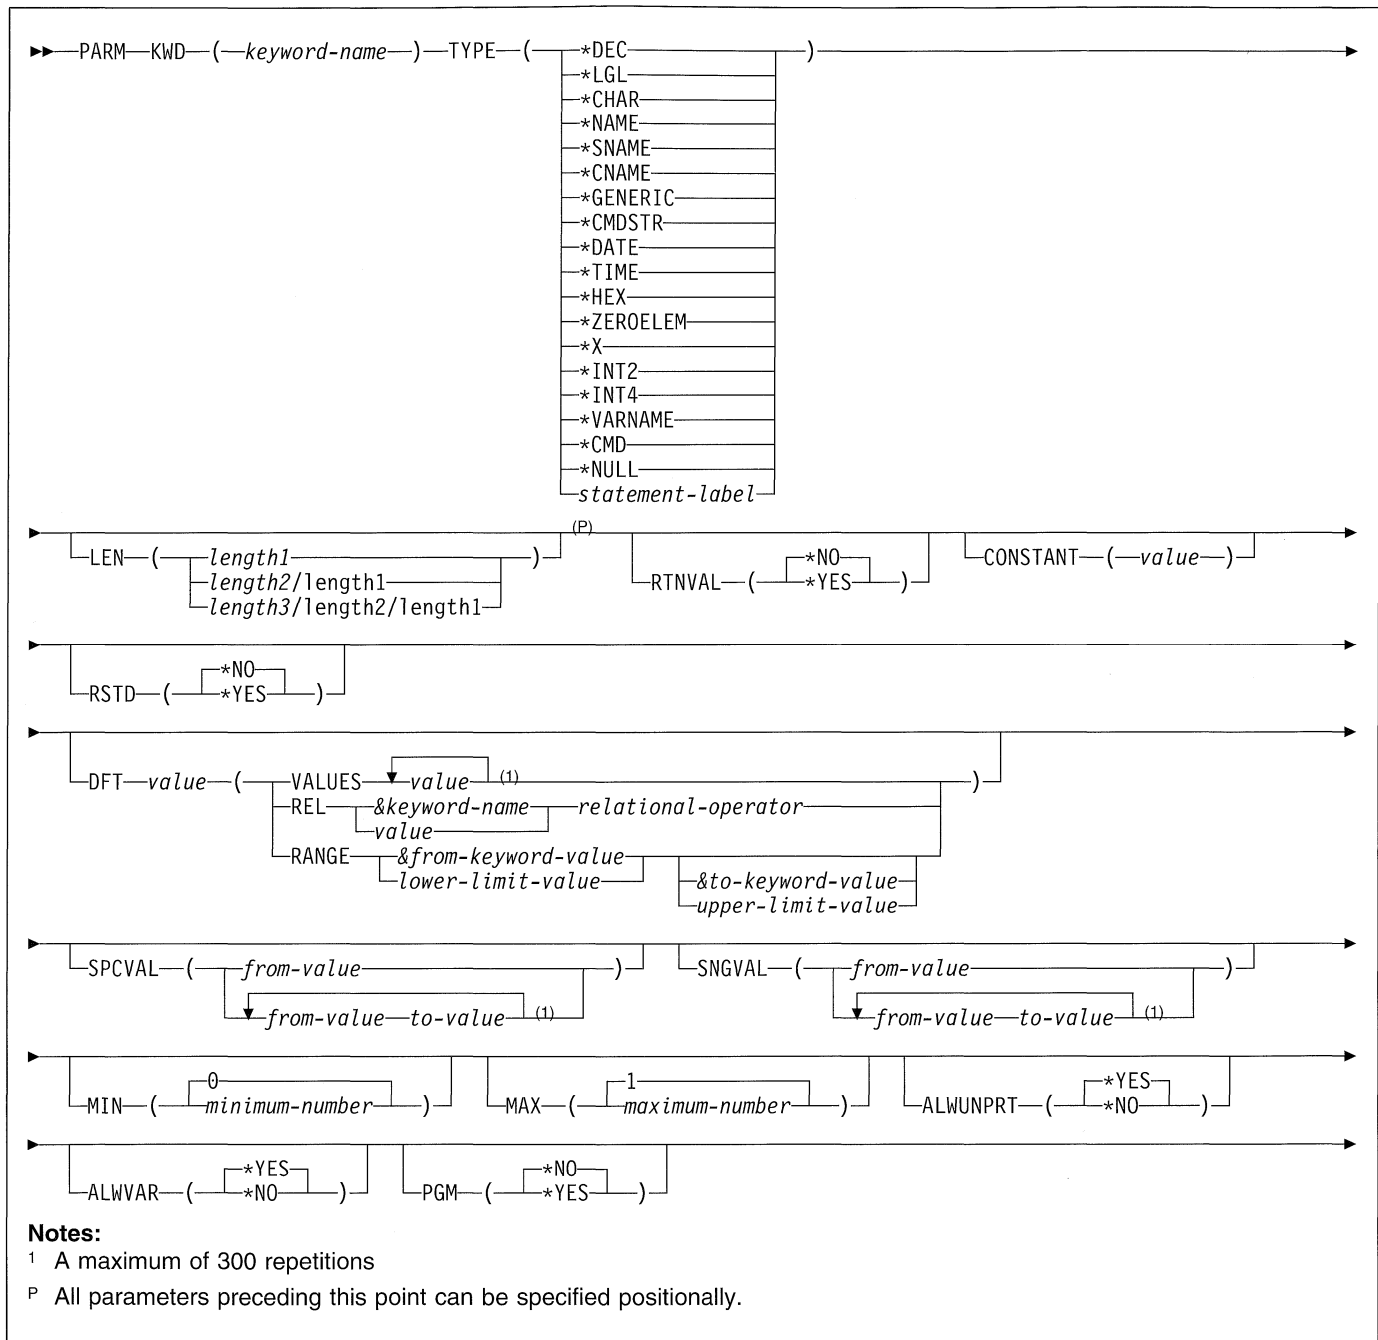 PARM KWD ( keyword-name ) TYPE ( *DEC )
*LGL
*CHAR
*NAME
*SNAME
*CNAME
*GENERIC
*CMDSTR
*DATE
*TIME
*HEX
*ZEROELEM
*X
*INT2
*INT4
*VARNAME
*CMD
*NULL
statement-label
(P)
LEN ( length1 )
length2/length1
length3/length2/length1
RTNVAL ( *NO
*YES )
CONSTANT ( value )
RSTD ( *NO
*YES )
DFT value ( VALUES value (1) )
REL &keyword-name relational-operator
value
RANGE &from-keyword-value
lower-limit-value
&to-keyword-value
upper-limit-value
SPCVAL ( from-value )
from-value to-value (1)
SNGVAL ( from-value )
from-value to-value (1)
MIN ( 0
minimum-number )
MAX ( 1
maximum-number )
ALWUNPRT ( *YES
*NO )
ALWVAR ( *YES
*NO )
PGM ( *NO
*YES )
Notes:
1 A maximum of 300 repetitions
P All parameters preceding this point can be specified positionally.